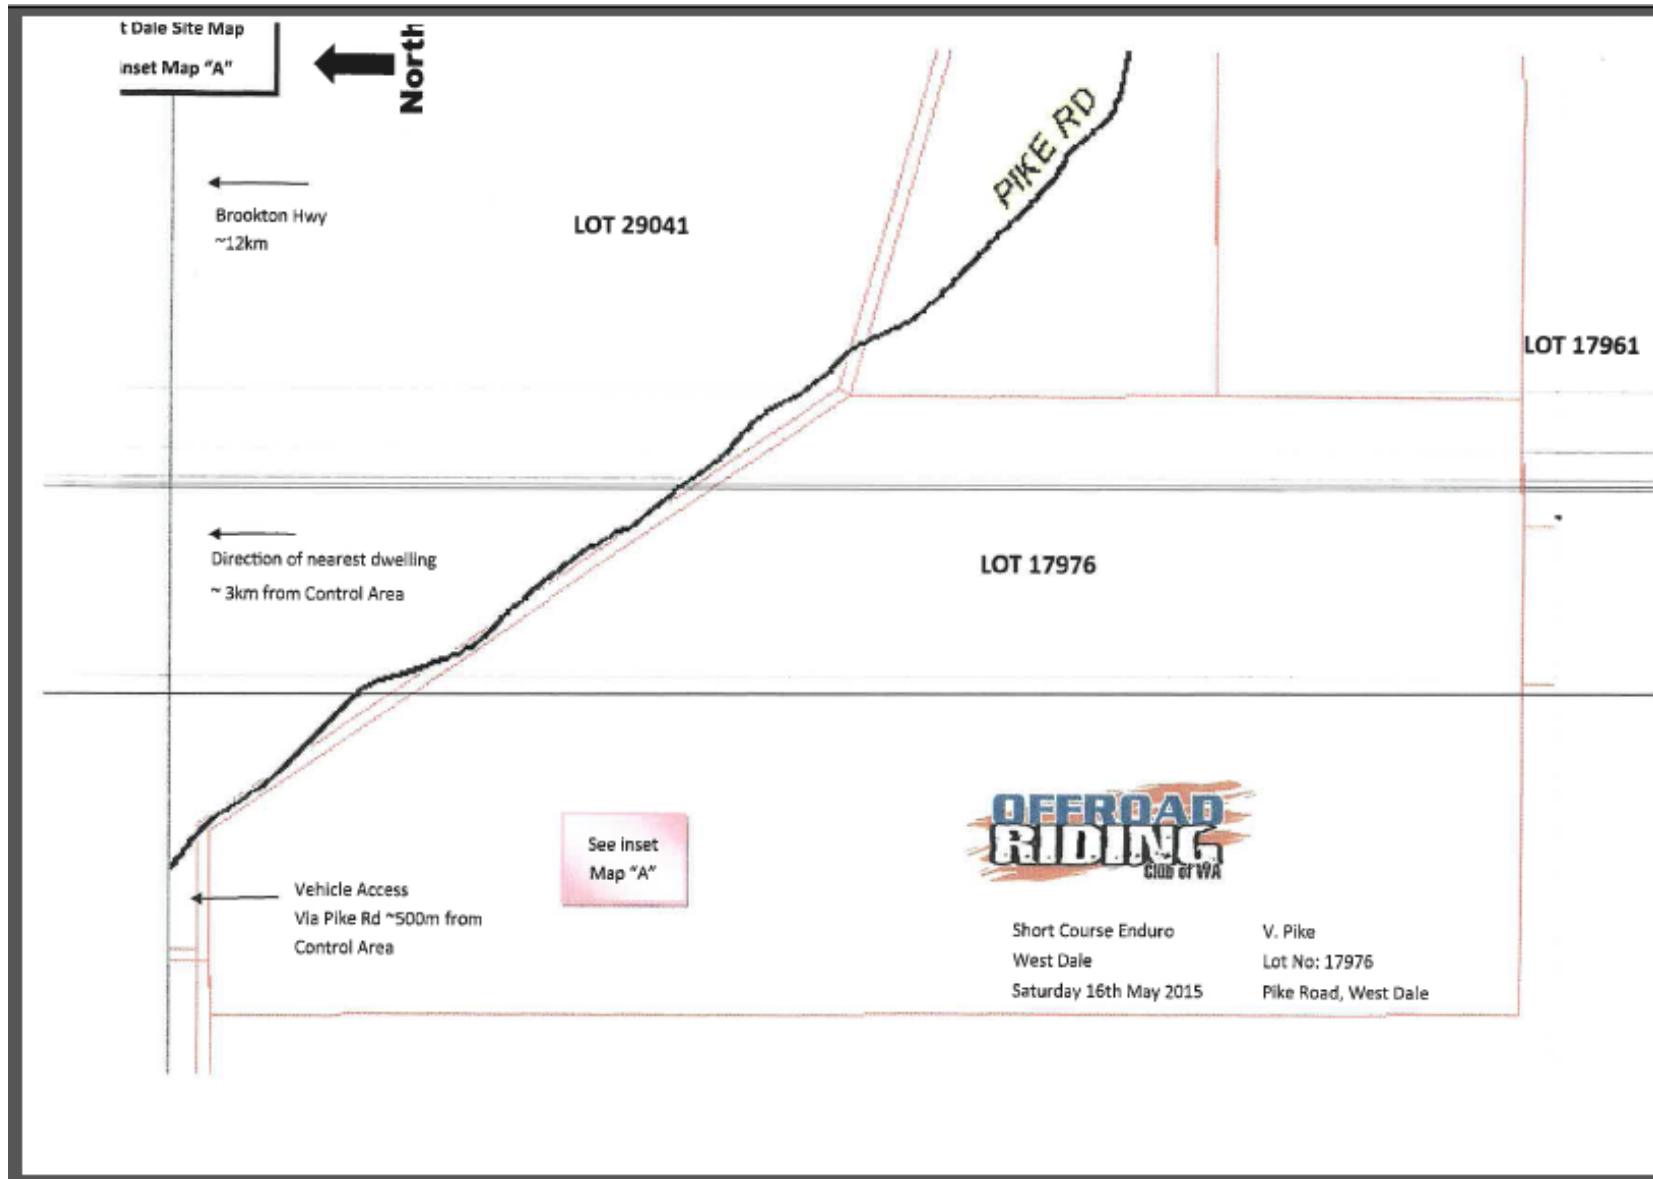 t Dale Site Map
Inset Map "A"
North
PIKE RD
Brookton Hwy
~12km
LOT 29041
LOT 17961
Direction of nearest dwelling
~ 3km from Control Area
LOT 17976
See inset
Map "A"
OFFROAD
RIDING
Club of WA
Vehicle Access
Via Pike Rd ~500m from
Control Area
Short Course Enduro
West Dale
Saturday 16th May 2015
V. Pike
Lot No: 17976
Pike Road, West Dale